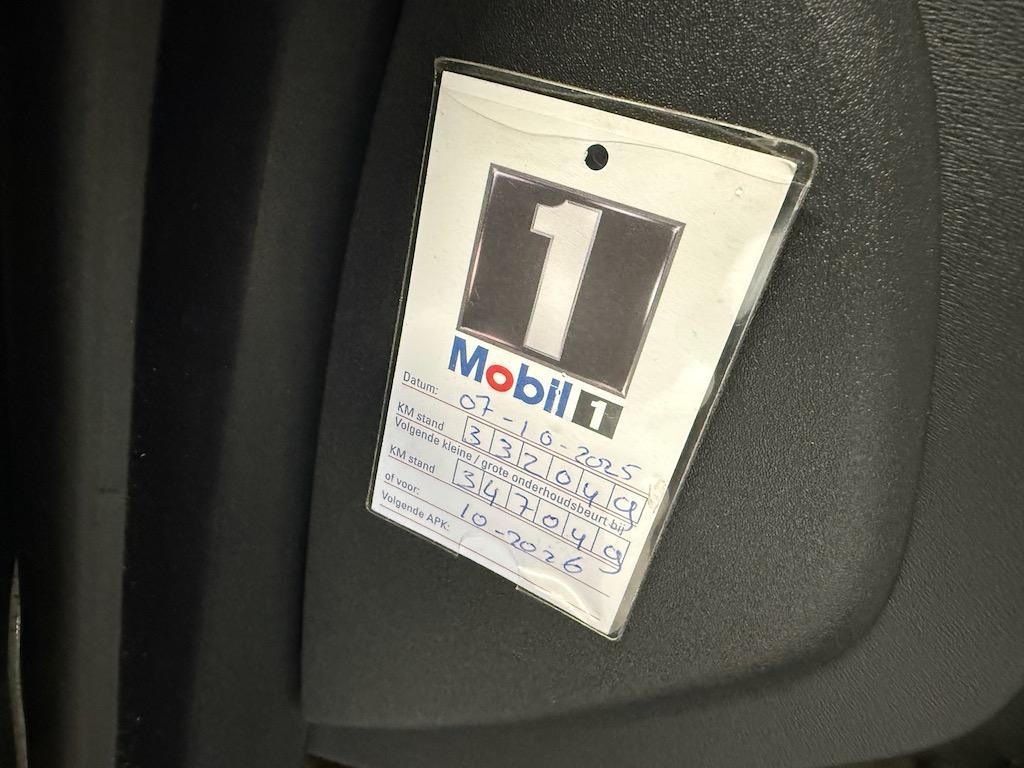 1
Mobil 1
Datum: 07-10-2025
KM stand 332049
Volgende kleine / grote onderhoudsbeurt bij
KM stand 347049
of voor: 10-2026
Volgende APK: